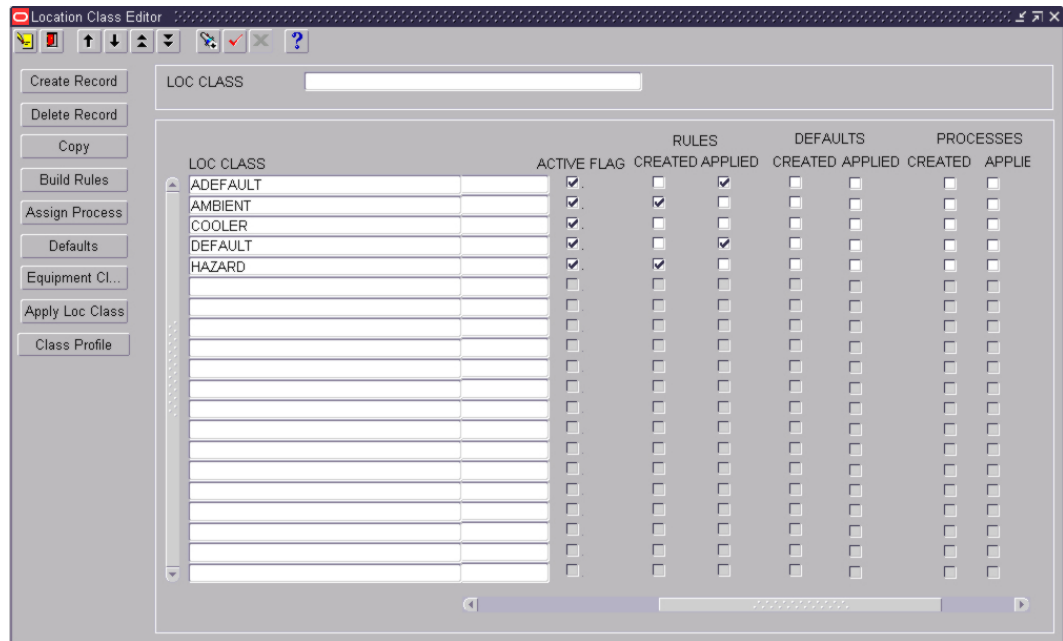 Location Class Editor
Create Record
Delete Record
Copy
Build Rules
Assign Process
Defaults
Equipment Cl...
Apply Loc Class
Class Profile
LOC CLASS
RULES DEFAULTS PROCESSES
LOC CLASS ACTIVE FLAG CREATED APPLIED CREATED APPLIED CREATED APPLIE
ADEFAULT
AMBIENT
COOLER
DEFAULT
HAZARD